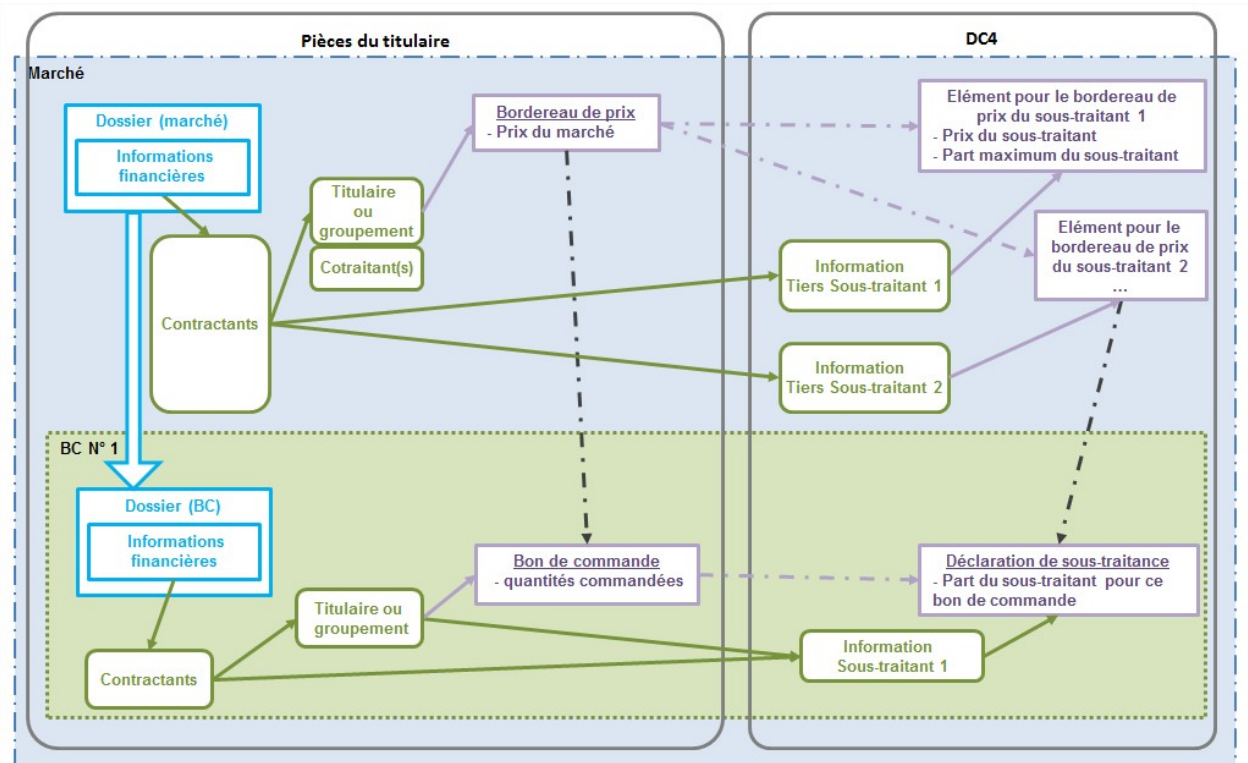 Pièces du titulaire
DC4
Marché
Dossier (marché)
Informations
financières
Bordereau de prix
- Prix du marché
Elément pour le bordereau de
prix du sous-traitant 1
- Prix du sous-traitant
- Part maximum du sous-traitant
Titulaire
ou
groupement
Cotraitant(s)
Contractants
Information
Tiers Sous-traitant 1
Elément pour le
bordereau de prix
du sous-traitant 2
...
Information
Tiers Sous-traitant 2
BC N° 1
Dossier (BC)
Informations
financières
Bon de commande
- quantités commandées
Déclaration de sous-traitance
- Part du sous-traitant pour ce
bon de commande
Titulaire ou
groupement
Contractants
Information
Sous-traitant 1